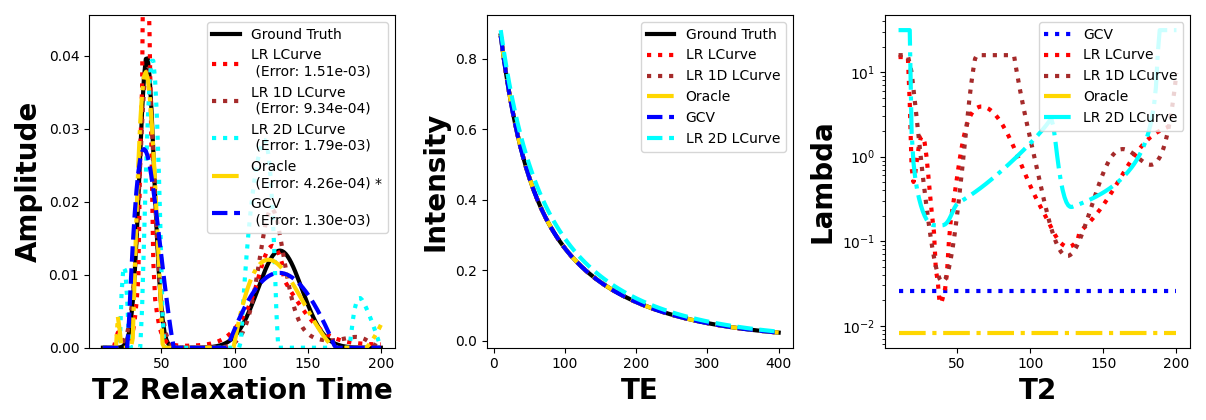 Amplitude
0.04
0.03
0.02
0.01
0.00
50
100
150
200
T2 Relaxation Time
Ground Truth
LR LCurve
(Error: 1.51e-03)
LR 1D LCurve
(Error: 9.34e-04)
LR 2D LCurve
(Error: 1.79e-03)
Oracle
(Error: 4.26e-04) *
GCV
(Error: 1.30e-03)
Intensity
0.8
0.6
0.4
0.2
0.0
0
100
200
300
400
TE
Ground Truth
LR LCurve
LR 1D LCurve
Oracle
GCV
LR 2D LCurve
Lambda
10¹
10⁰
10⁻¹
10⁻²
50
100
150
200
T2
GCV
LR LCurve
LR 1D LCurve
Oracle
LR 2D LCurve